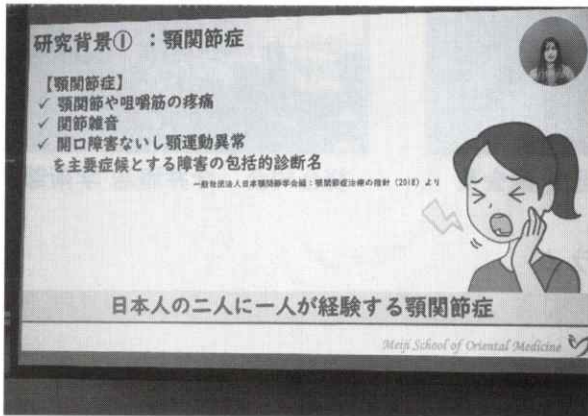 研究背景① ：顎関節症
【顎関節症】
✓ 顎関節や咀嚼筋の疼痛
✓ 関節雑音
✓ 開口障害ないし顎運動異常
を主要症候とする障害の包括的診断名
一般社団法人日本顎関節学会編：顎関節症治療の指針（2018）より
日本人の二人に一人が経験する顎関節症
Meiji School of Oriental Medicine